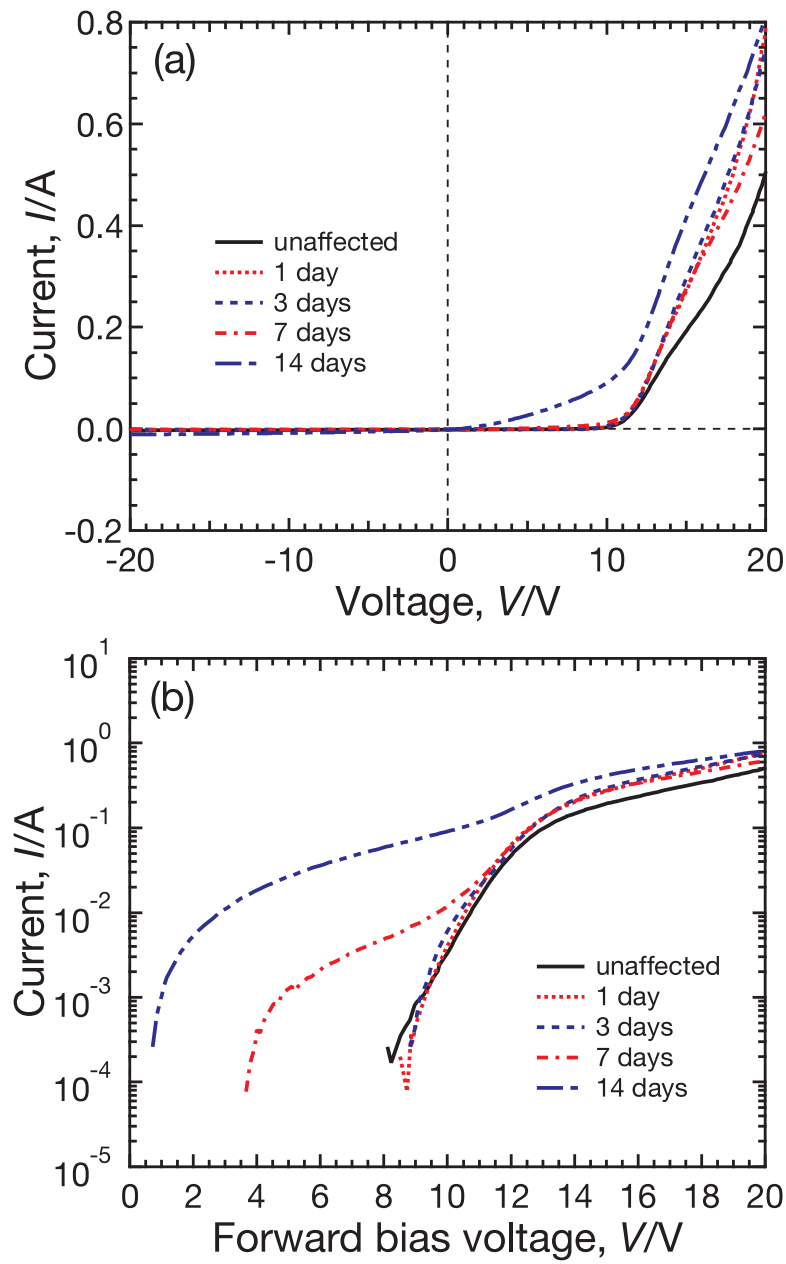 (a)
0.8
0.6
0.4
0.2
0.0
-0.2
Current, I/A
unaffected
1 day
3 days
7 days
14 days
-20 -10 0 10 20
Voltage, V/V
(b)
10^1
10^0
10^-1
10^-2
10^-3
10^-4
10^-5
Current, I/A
unaffected
1 day
3 days
7 days
14 days
0 2 4 6 8 10 12 14 16 18 20
Forward bias voltage, V/V